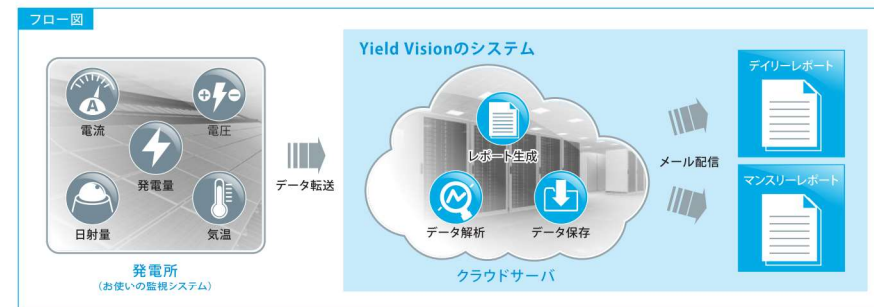 フロー図
Yield Visionのシステム
デイリーレポート
A
電流
電圧
発電量
レポート生成
データ転送
メール配信
マンスリーレポート
日射量
気温
データ解析
データ保存
発電所
(お使いの監視システム)
クラウドサーバ